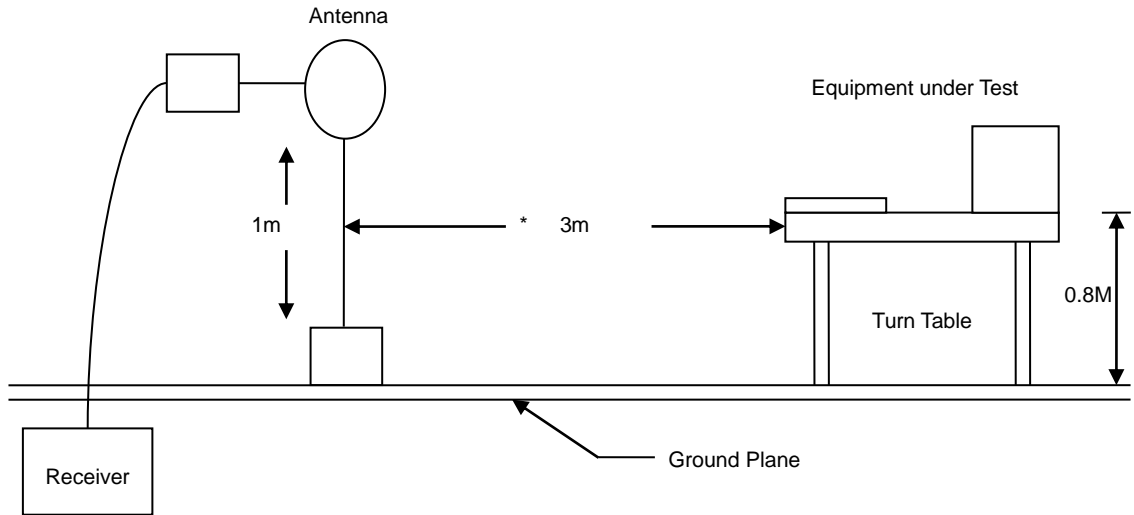 Antenna
Equipment under Test
1m
* 3m
0.8M
Turn Table
Ground Plane
Receiver